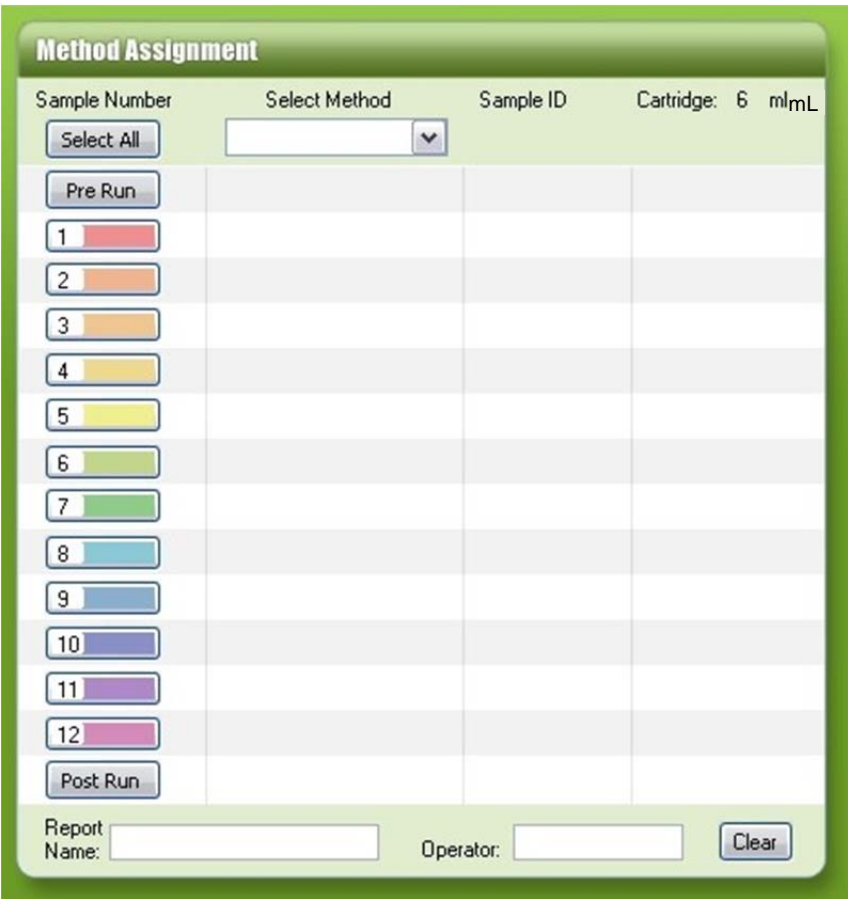 Method Assignment
Sample Number Select Method Sample ID Cartridge: 6 mlmL
Select All
Pre Run
1
2
3
4
5
6
7
8
9
10
11
12
Post Run
Report
Name: Operator: Clear